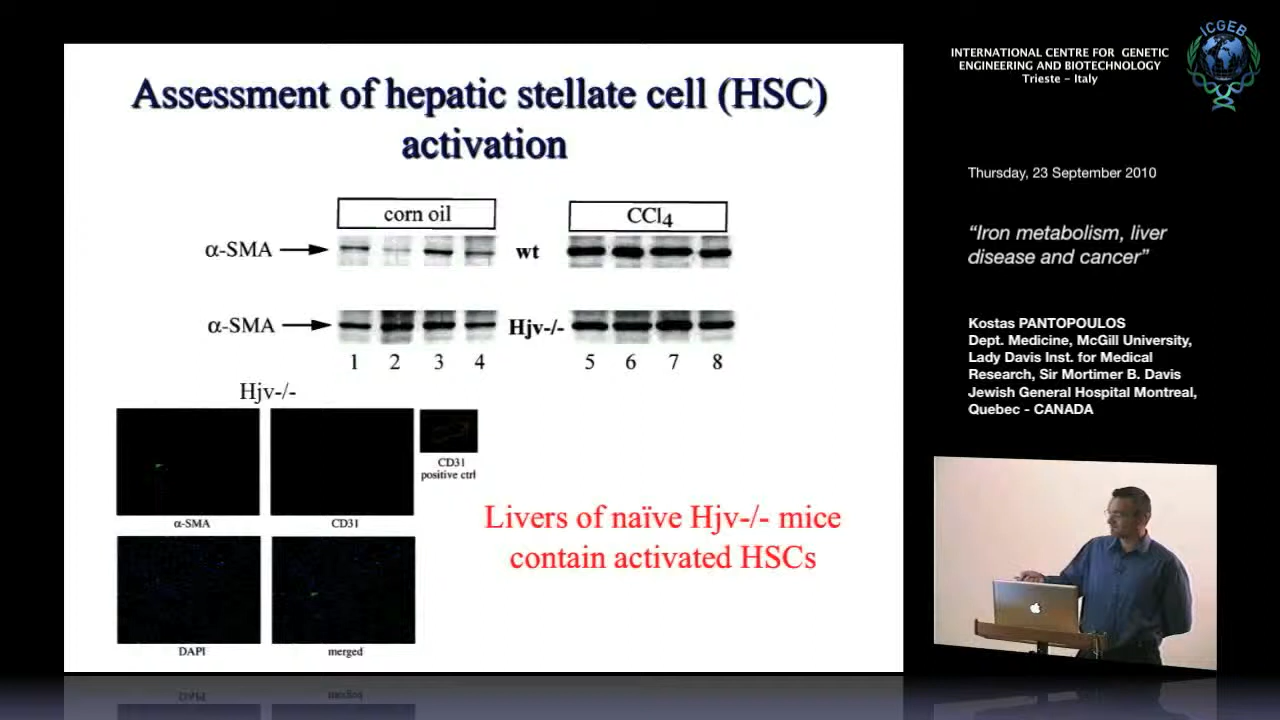 Assessment of hepatic stellate cell (HSC)
activation
corn oil
CCl4
α-SMA
wt
α-SMA
Hjv-/-
1 2 3 4 5 6 7 8
Hjv-/-
α-SMA
CD31
CD31
positive ctrl
DAPI
merged
Livers of naïve Hjv-/- mice
contain activated HSCs
ICGEB
INTERNATIONAL CENTRE FOR GENETIC
ENGINEERING AND BIOTECHNOLOGY
Trieste - Italy
Thursday, 23 September 2010
“Iron metabolism, liver
disease and cancer”
Kostas PANTOPOULOS
Dept. Medicine, McGill University,
Lady Davis Inst. for Medical
Research, Sir Mortimer B. Davis
Jewish General Hospital Montreal,
Quebec - CANADA